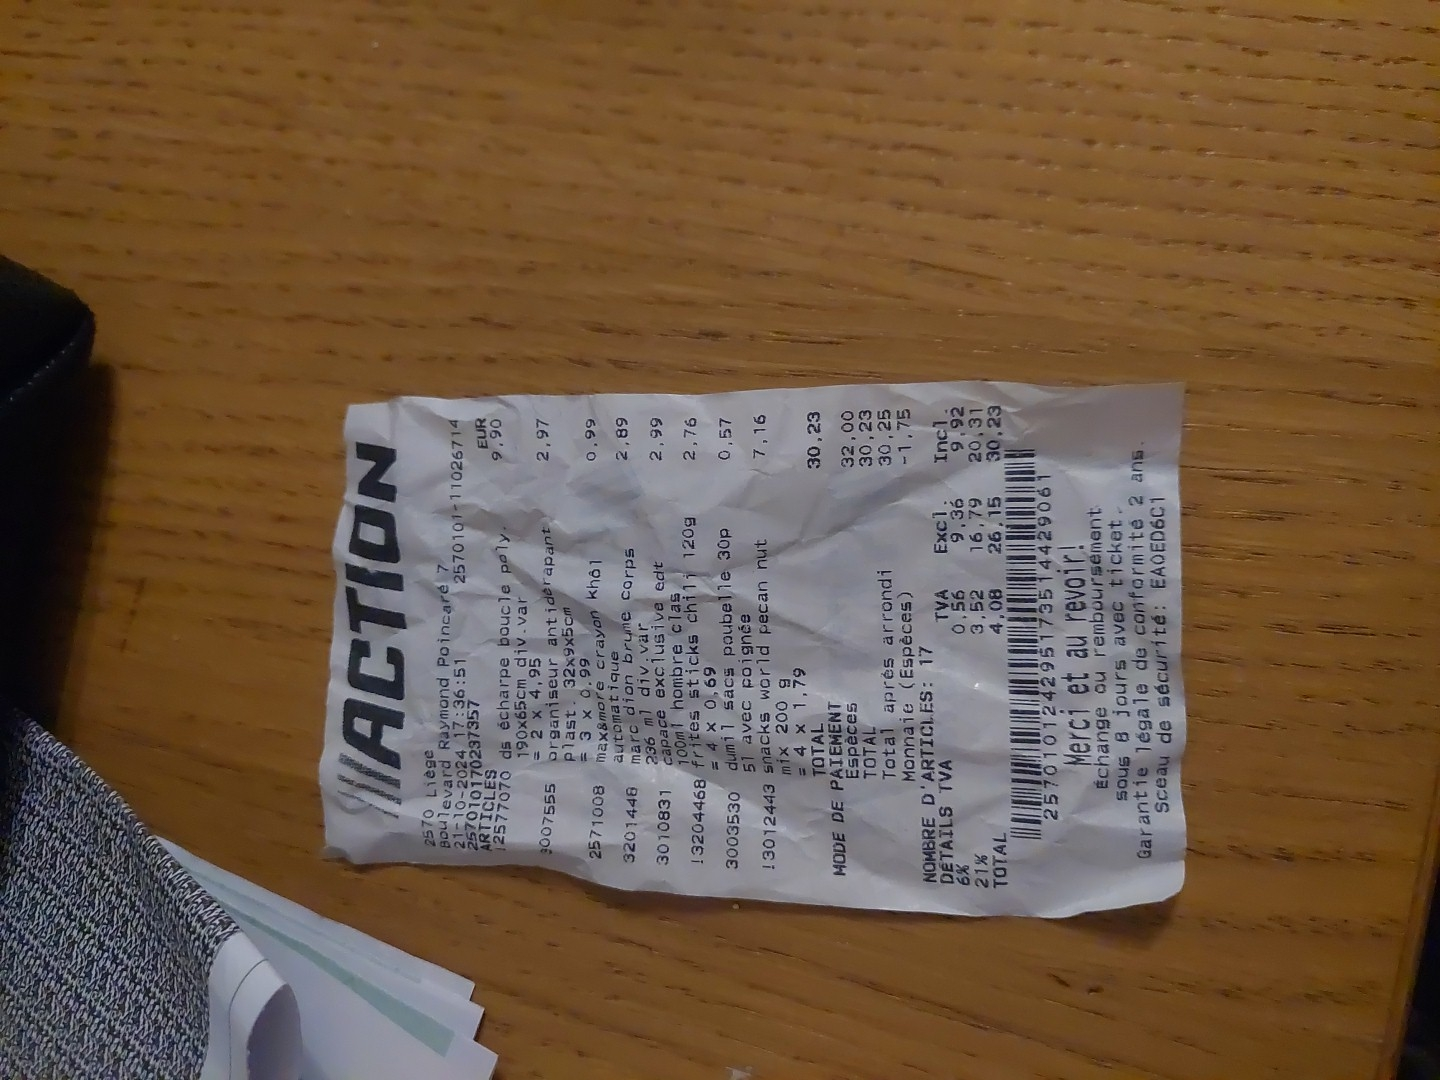 ACTION
2570 Liège
Boulevard Raymond Poincaré 7
21-10-2024 17:36:51 2570101-11026714
257010170237357
ARTICLES EUR
!2577070 ds écharpe boucle poly. 9,90
190x65cm div.var
= 2 x 4,95
3007555 organiseur antidérapant 2,97
plast. 32x9x5cm
= 3 x 0,99
2571008 max&more crayon khôl 0,99
automatique
3201448 marc dion brume corps 2,89
236 ml div.var
3010831 capace exclusive edt 2,99
100ml hombre clas
!3204468 frites sticks chili 120g 2,76
= 4 x 0,69
3003530 dumil sacs poubelle 30p 0,57
5l avec poignée
!3012443 snacks world pecan nut 7,16
mix 200 g
= 4 x 1,79
TOTAL 30,23
MODE DE PAIEMENT
Espèces 32,00
TOTAL 30,23
Total après arrondi 30,25
Monnaie (Espèces) -1,75
NOMBRE D'ARTICLES: 17
DÉTAILS TVA TVA Excl. Incl.
6% 0,56 9,36 9,92
21% 3,52 16,79 20,31
TOTAL 4,08 26,15 30,23
257010124295173514429061
Merci et au revoir!
Échange ou remboursement
sous 8 jours avec ticket.
Garantie légale de conformité 2 ans.
Sceau de sécurité: EA0ED6C1